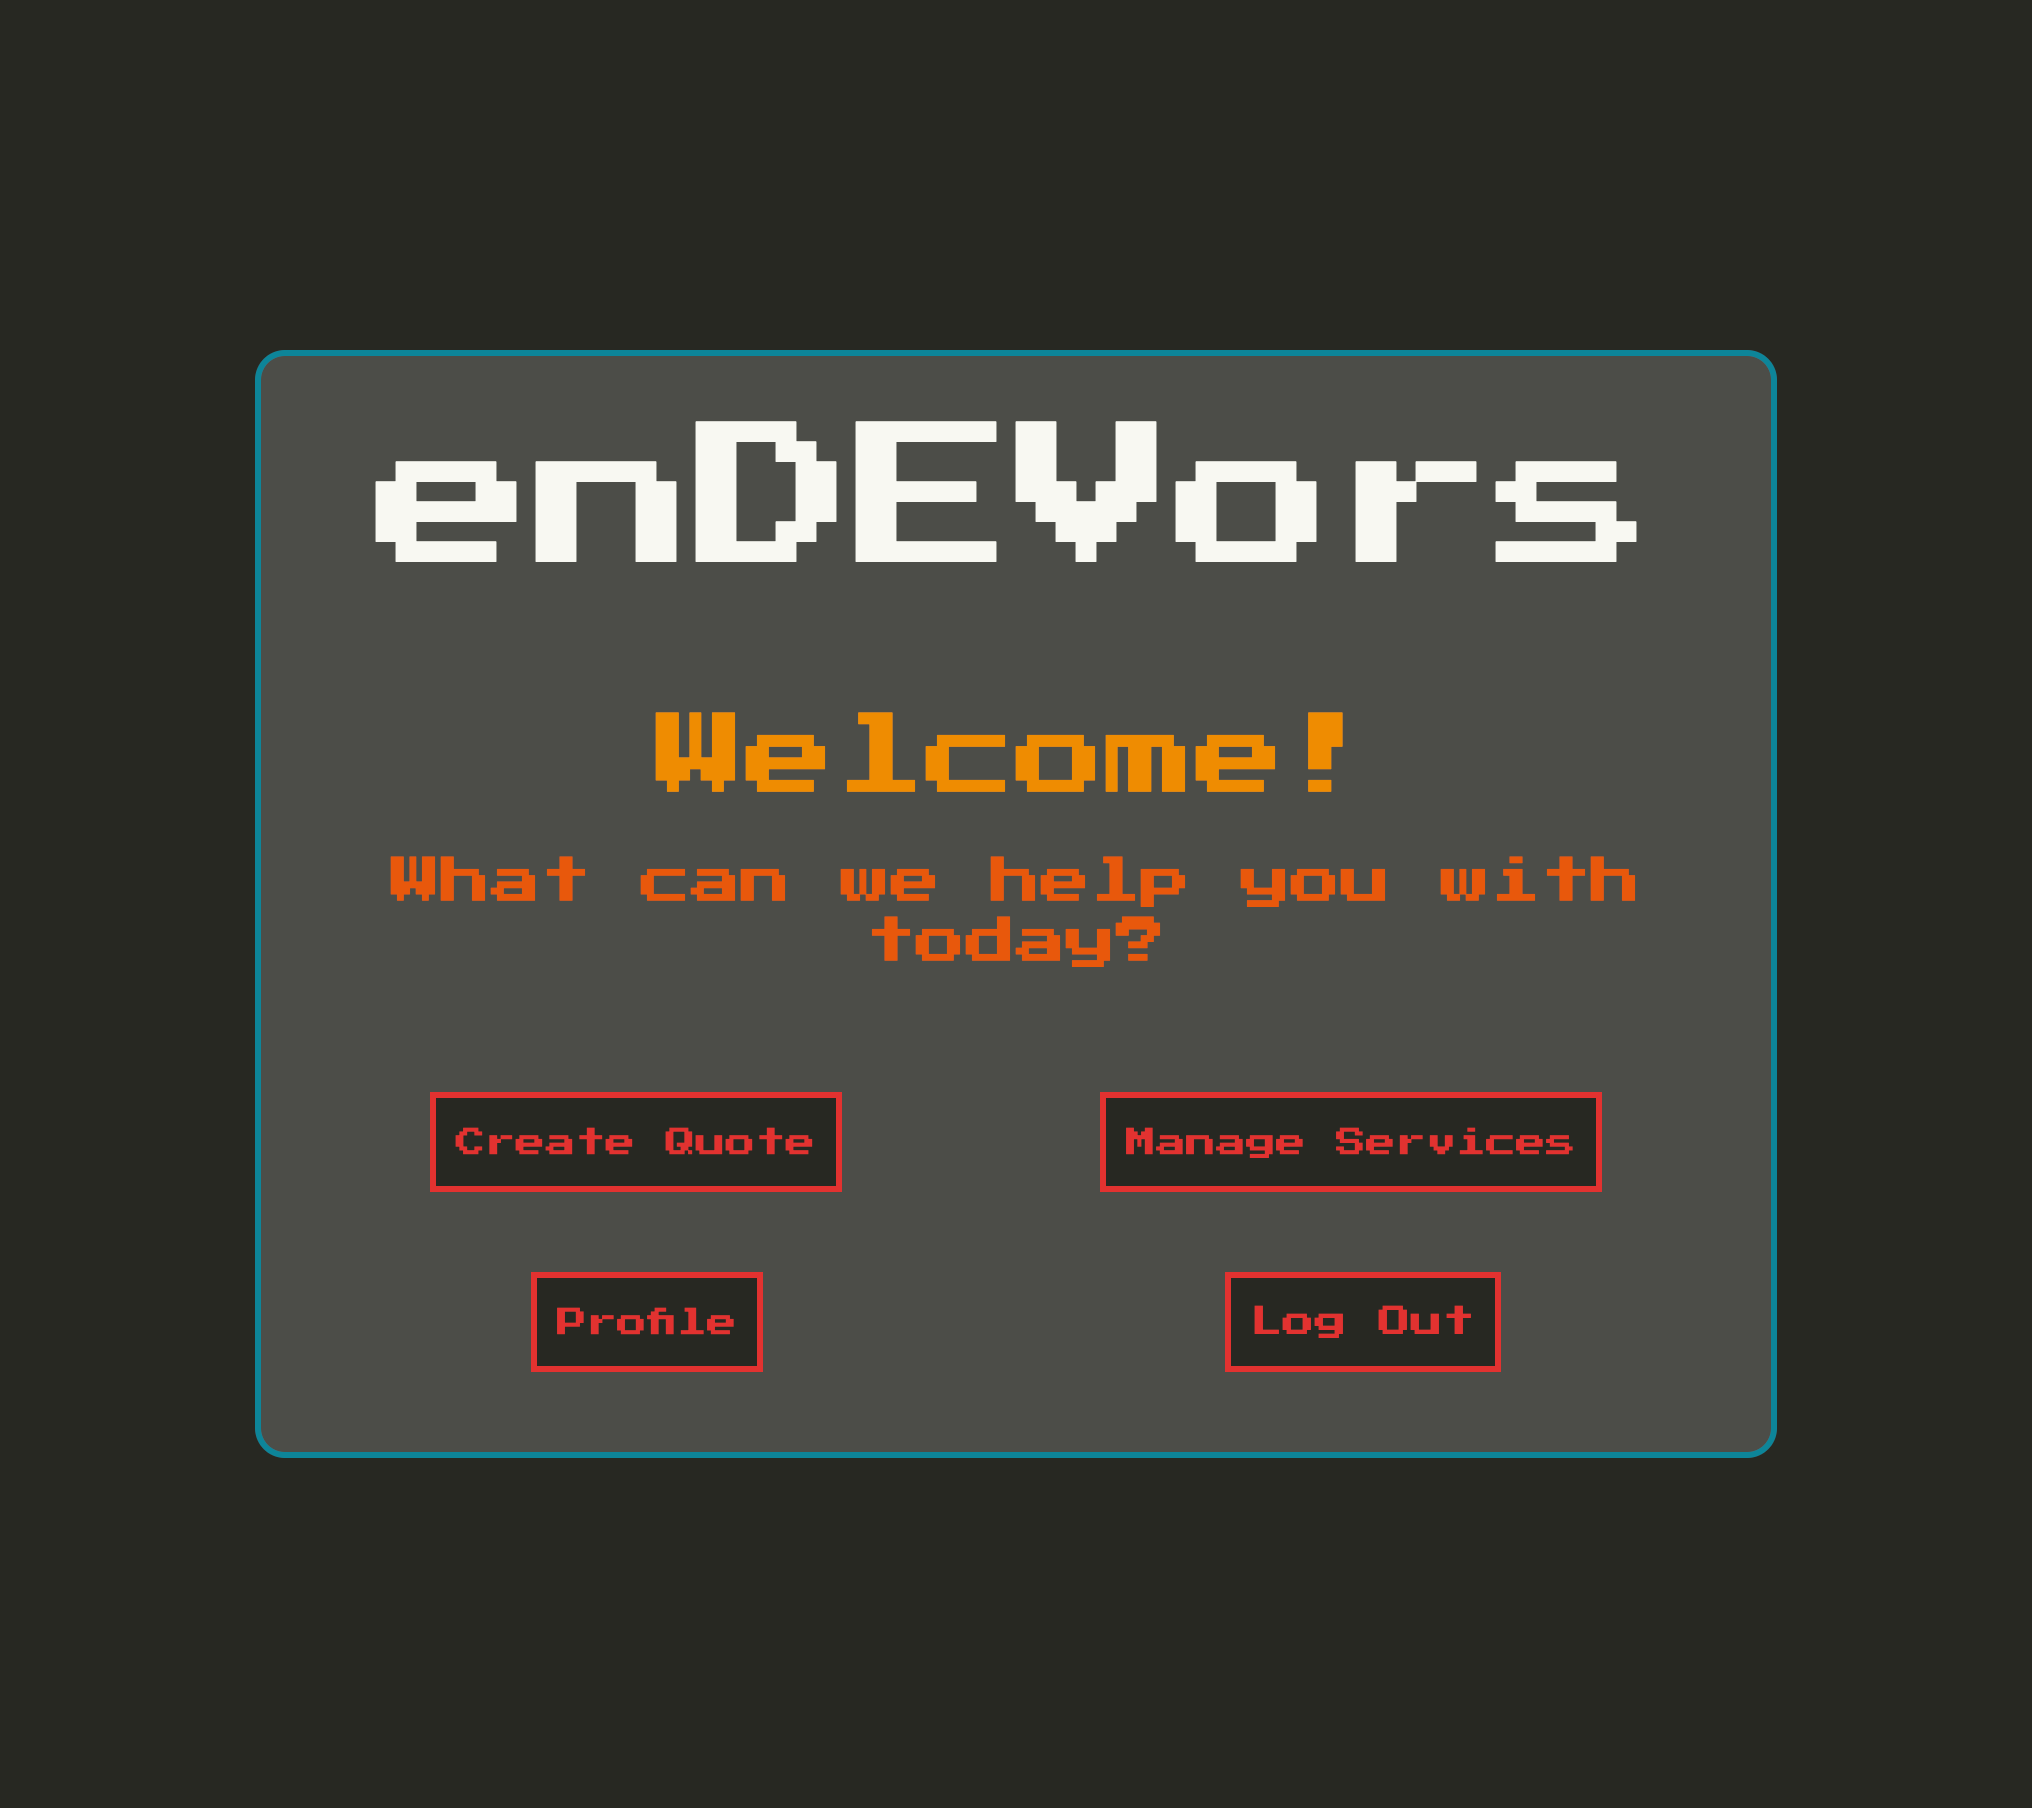 enDEVors
Welcome!
What can we help you with
today?
Create Quote
Manage Services
Profile
Log Out